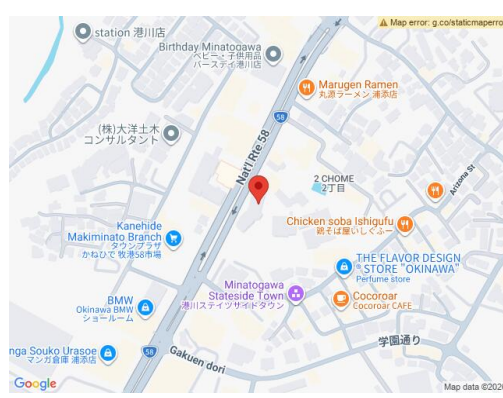 Map error: g.co/staticmaperro
station 港川店
Birthday Minatogawa
ベビー・子供用品
バースデイ港川店
Marugen Ramen
丸源ラーメン 浦添店
58
(株)大洋土木
コンサルタント
Nat'l Rte 58
2 CHOME
2丁目
Arizona St
Chicken soba Ishigufu
鶏そば屋いしぐふー
Kanehide
Makiminato Branch
タウンプラザ
かねひで 牧港58市場
THE FLAVOR DESIGN
STORE "OKINAWA"
Perfume store
Minatogawa
Stateside Town
港川ステイツサイドタウン
Cocoroar
Cocoroar CAFE
BMW
Okinawa BMW
ショールーム
学園通り
nga Souko Urasoe
マンガ倉庫 浦添店
58
Gakuen dori
Google
Map data ©2026